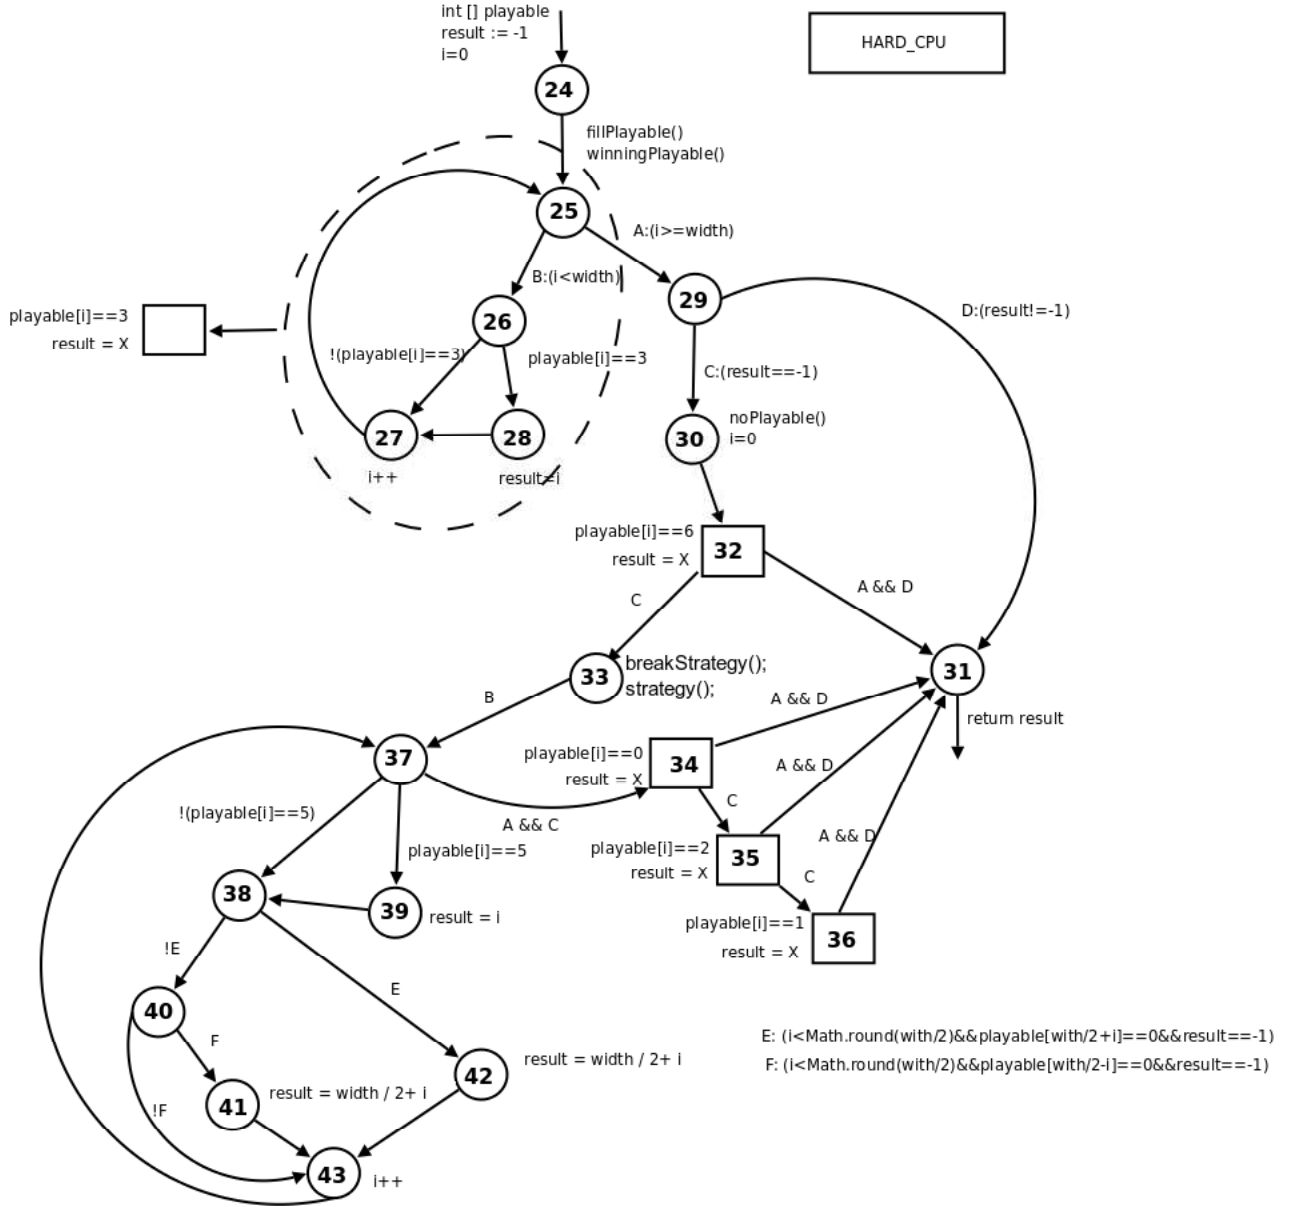 int [] playable
result := -1
i=0
HARD_CPU
24
fillPlayable()
winningPlayable()
25
A:(i>=width)
B:(i<width)
29
D:(result!=-1)
playable[i]==3
result = X
26
!(playable[i]==3)
playable[i]==3
C:(result==-1)
27
28
i++
result=i
30
noPlayable()
i=0
playable[i]==6
result = X
32
A && D
C
33
breakStrategy();
strategy();
31
B
A && D
return result
37
playable[i]==0
result = X
34
A && D
C
!(playable[i]==5)
A && C
playable[i]==5
A && D
playable[i]==2
result = X
35
C
38
39
result = i
playable[i]==1
result = X
36
!E
E
40
F
E: (i<Math.round(with/2)&&playable[with/2+i]==0&&result==-1)
F: (i<Math.round(with/2)&&playable[with/2-i]==0&&result==-1)
42
result = width / 2+ i
41
result = width / 2+ i
!F
43
i++